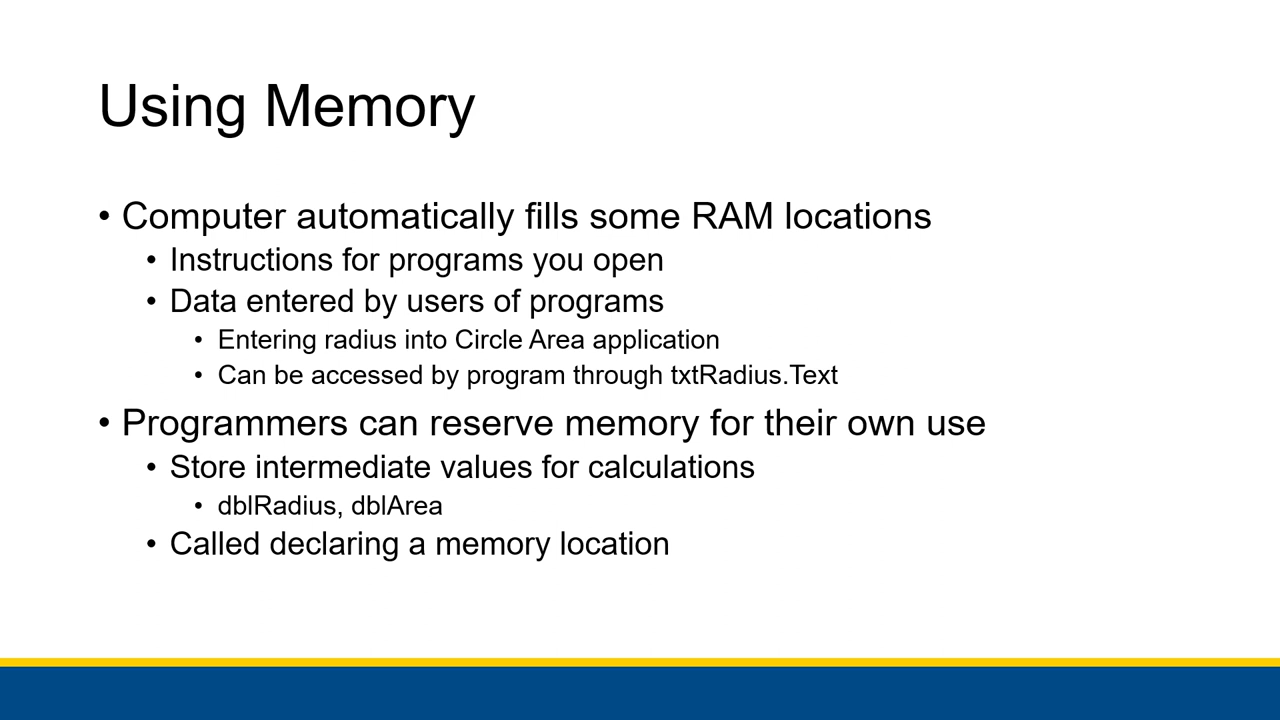 Using Memory
• Computer automatically fills some RAM locations
• Instructions for programs you open
• Data entered by users of programs
• Entering radius into Circle Area application
• Can be accessed by program through txtRadius.Text
• Programmers can reserve memory for their own use
• Store intermediate values for calculations
• dblRadius, dblArea
• Called declaring a memory location